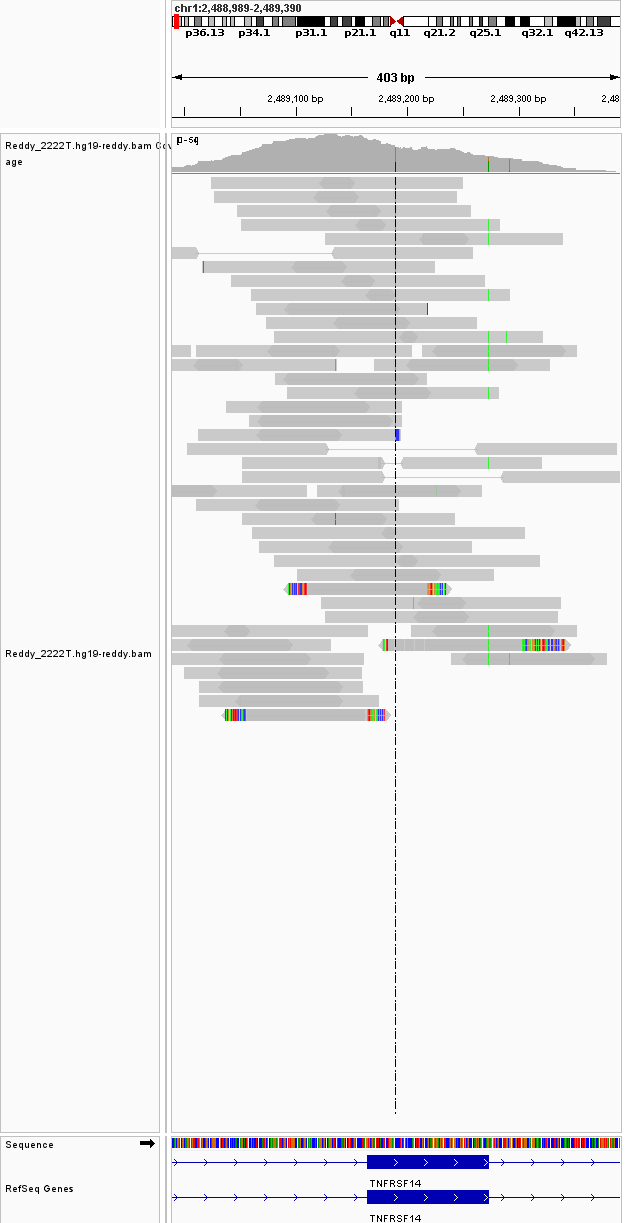 chr1:2,488,989-2,489,390
p36.13 p34.1 p31.1 p21.1 q11 q21.2 q25.1 q32.1 q42.13
403 bp
2,489,100 bp 2,489,200 bp 2,489,300 bp 2,48
Reddy_2222T.hg19-reddy.bam Cov
age
Reddy_2222T.hg19-reddy.bam
Sequence
TNFRSF14
RefSeq Genes
TNFRSF14